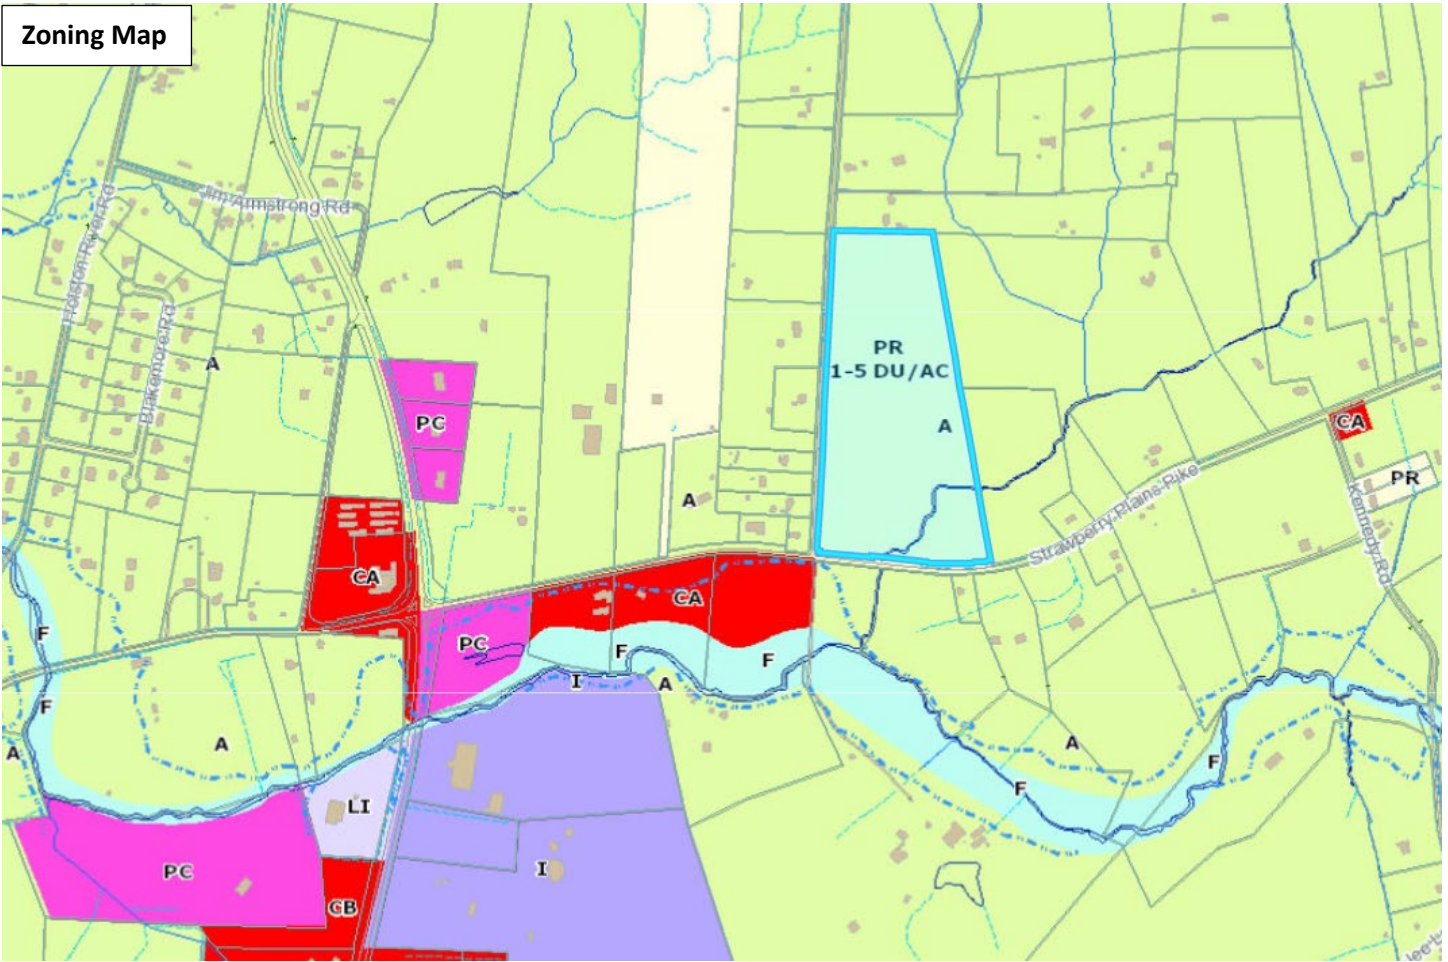 Zoning Map
Jim Armstrong Rd
Holston River Rd
Blakemore Rd
A
PR
1-5 DU/AC
A
PC
CA
PR
A
Strawberry Plains Pike
Kennedy Rd
CA
CA
F
PC
F
F
I
A
F
A
A
A
F
F
LI
PC
I
CB